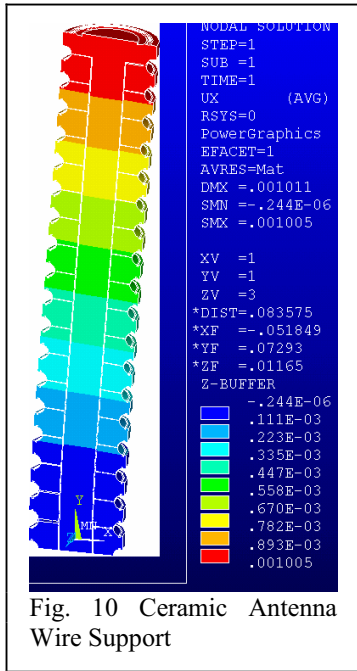 NODAL SOLUTION
STEP=1
SUB =1
TIME=1
UX (AVG)
RSYS=0
PowerGraphics
EFACET=1
AVRES=Mat
DMX =.001011
SMN =-.244E-06
SMX =.001005
XV =1
YV =1
ZV =3
*DIST=.083575
*XF =-.051849
*YF =.07293
*ZF =.01165
Z-BUFFER
-.244E-06
.111E-03
.223E-03
.335E-03
.447E-03
.558E-03
.670E-03
.782E-03
.893E-03
.001005
Y
MN
X
Z
Fig. 10 Ceramic Antenna
Wire Support